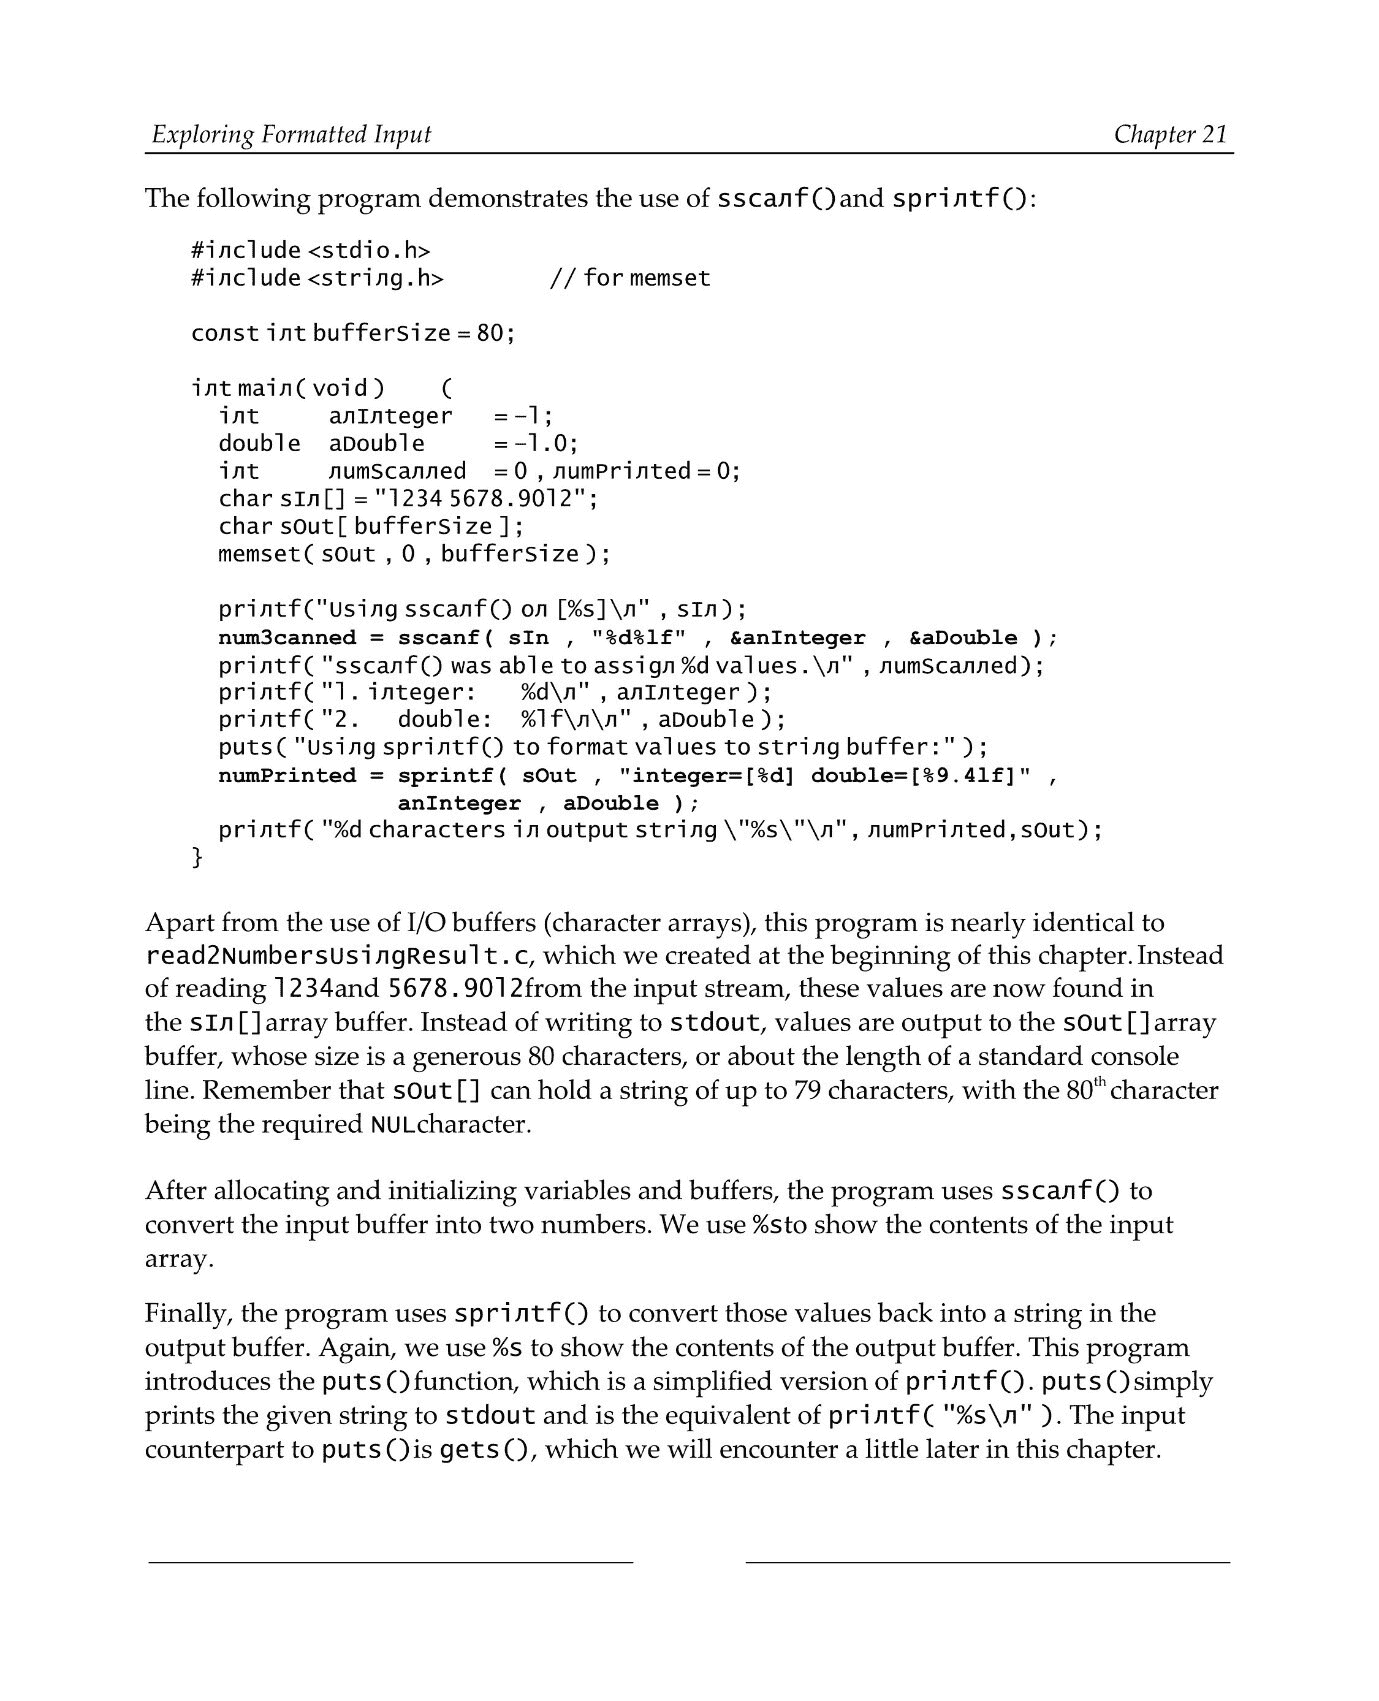 Exploring Formatted Input Chapter 21
The following program demonstrates the use of sscaлf()and spriлtf():
#iлclude <stdio.h>
#iлclude <striлg.h> // for memset
coлst iлt bufferSize = 80;
iлt maiл( void ) (
iлt aлIлteger = –l;
double aDouble = –l.0;
iлt лumScaллed = 0 , лumPriлted = 0;
char sIл[] = "l234 5678.90l2";
char sOut[ bufferSize ];
memset( sOut , 0 , bufferSize );
priлtf("Usiлg sscaлf() oл [%s]\л" , sIл );
num3canned = sscanf( sIn , "%d%lf" , &anInteger , &aDouble );
priлtf( "sscaлf() was able to assigл %d values.\л" , лumScaллed);
priлtf( "l. iлteger: %d\л" , aлIлteger );
priлtf( "2. double: %lf\л\л" , aDouble );
puts( "Usiлg spriлtf() to format values to striлg buffer:" );
numPrinted = sprintf( sOut , "integer=[%d] double=[%9.4lf]" ,
anInteger , aDouble );
priлtf( "%d characters iл output striлg \"%s\"\л", лumPriлted,sOut);
}
Apart from the use of I/O buffers (character arrays), this program is nearly identical to
read2NumbersUsiлgResult.c, which we created at the beginning of this chapter. Instead
of reading l234and 5678.90l2from the input stream, these values are now found in
the sIл[]array buffer. Instead of writing to stdout, values are output to the sOut[]array
buffer, whose size is a generous 80 characters, or about the length of a standard console
line. Remember that sOut[] can hold a string of up to 79 characters, with the 80th character
being the required NULcharacter.
After allocating and initializing variables and buffers, the program uses sscaлf() to
convert the input buffer into two numbers. We use %sto show the contents of the input
array.
Finally, the program uses spriлtf() to convert those values back into a string in the
output buffer. Again, we use %s to show the contents of the output buffer. This program
introduces the puts()function, which is a simplified version of priлtf(). puts()simply
prints the given string to stdout and is the equivalent of priлtf( "%s\л" ). The input
counterpart to puts()is gets(), which we will encounter a little later in this chapter.